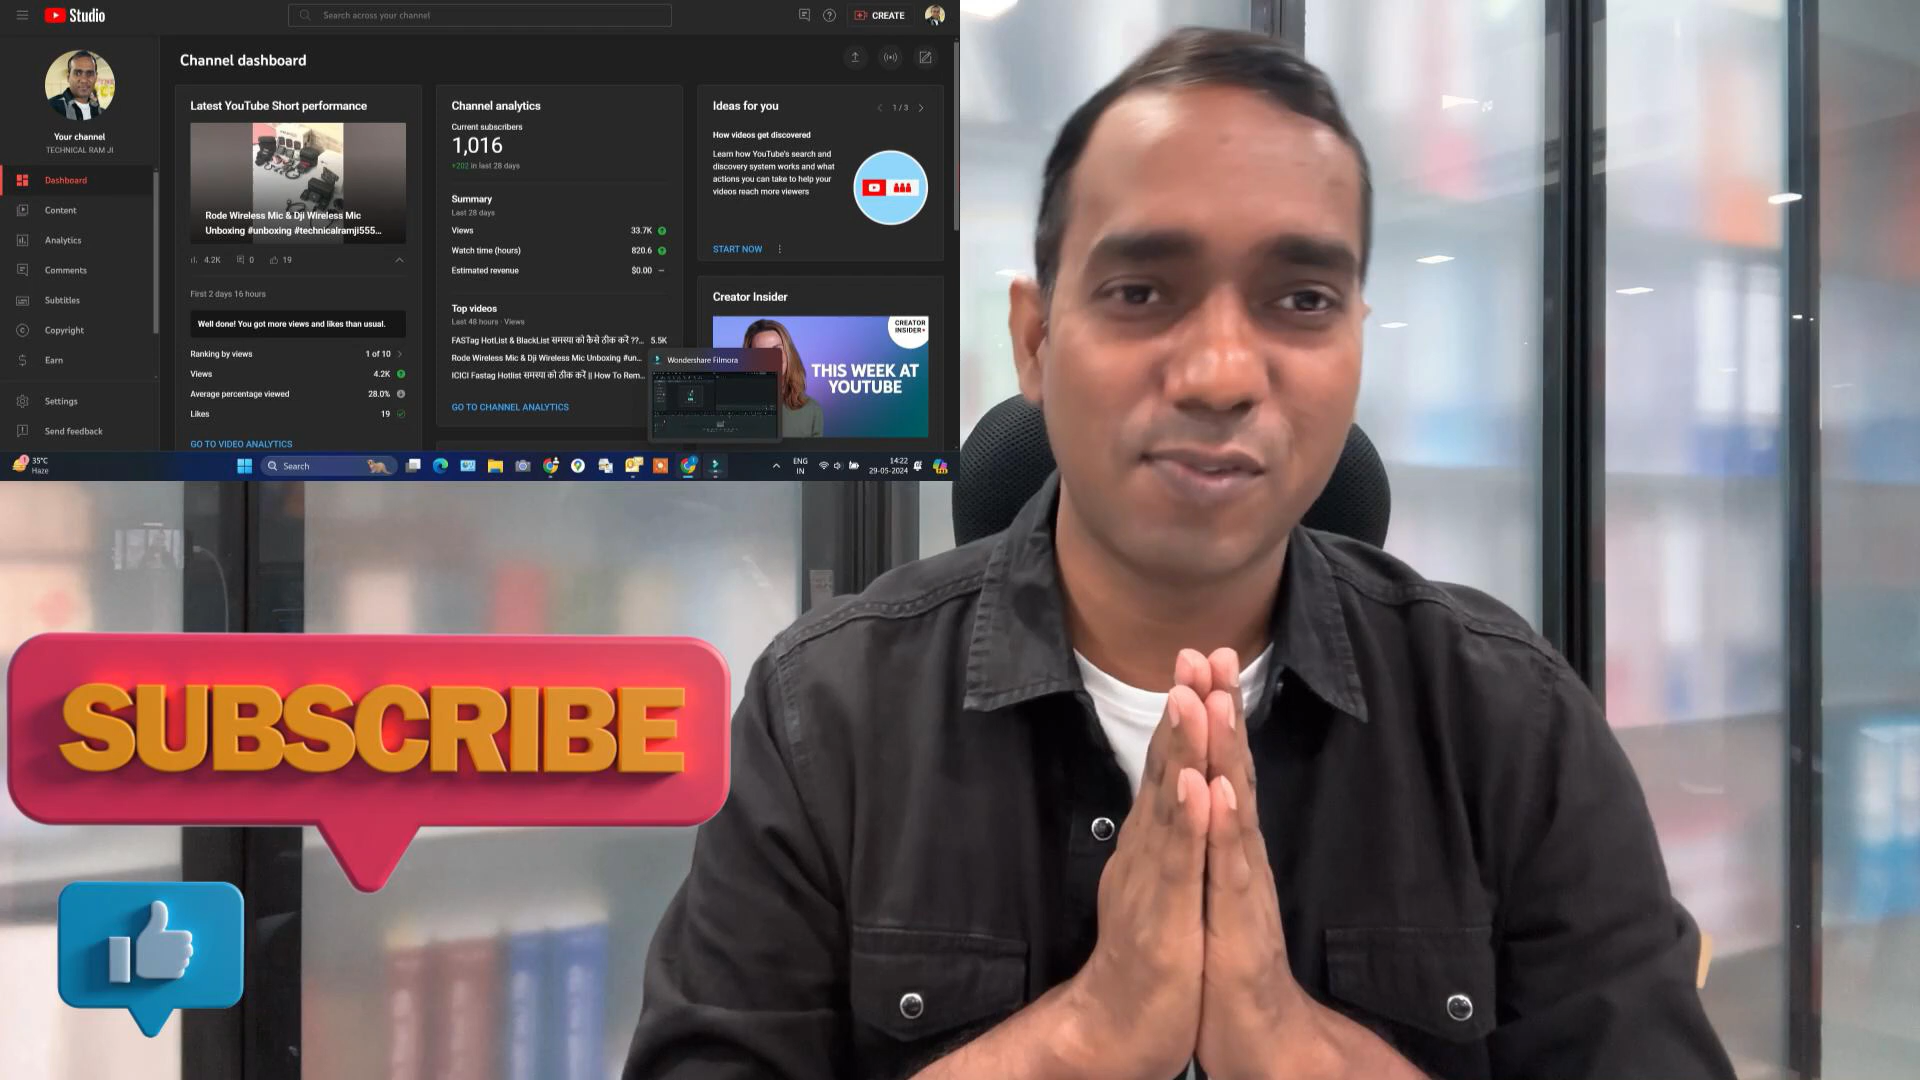 Studio
Search across your channel
CREATE
Channel dashboard
Your channel
TECHNICAL RAM JI
Dashboard
Content
Analytics
Comments
Subtitles
Copyright
Earn
Settings
Send feedback
Latest YouTube Short performance
Rode Wireless Mic & Dji Wireless Mic
Unboxing #unboxing #technicalramji555...
4.2K 0 19
First 2 days 16 hours
Well done! You got more views and likes than usual.
Ranking by views 1 of 10
Views 4.2K
Average percentage viewed 28.0%
Likes 19
GO TO VIDEO ANALYTICS
Channel analytics
Current subscribers
1,016
+202 in last 28 days
Summary
Last 28 days
Views 33.7K
Watch time (hours) 820.6
Estimated revenue $0.00
Top videos
Last 48 hours · Views
FASTag HotList & BlackList समस्या को कैसे ठीक करें ??... 5.5K
Rode Wireless Mic & Dji Wireless Mic Unboxing #un...
ICICI Fastag Hotlist समस्या को ठीक करें || How To Rem...
GO TO CHANNEL ANALYTICS
Ideas for you
1 / 3
How videos get discovered
Learn how YouTube's search and
discovery system works and what
actions you can take to help your
videos reach more viewers
START NOW
Creator Insider
CREATOR
INSIDER
THIS WEEK AT
YOUTUBE
Wondershare Filmora
35°C
Haze
Search
ENG
IN
14:22
29-05-2024
SUBSCRIBE